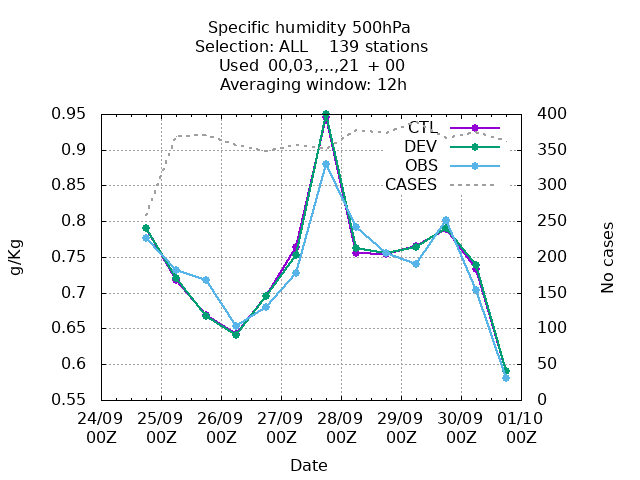 Specific humidity 500hPa
Selection: ALL    139 stations
Used  00,03,...,21  + 00
Averaging window: 12h
0.95 400
CTL
DEV
0.9 350
OBS
0.85 CASES 300
0.8 250
0.75 200
0.7 150
0.65 100
0.6 50
0.55 0
g/Kg
No cases
24/09 25/09 26/09 27/09 28/09 29/09 30/09 01/10
00Z 00Z 00Z 00Z 00Z 00Z 00Z 00Z
Date